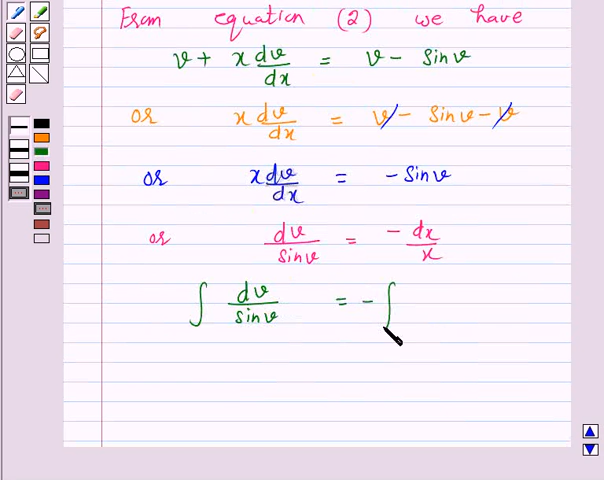 From equation (2) we have
v + x dv/dx = v - sin v
or x dv/dx = v - sin v - v
or x dv/dx = - sin v
or dv/sin v = - dx/x
∫ dv/sin v = - ∫